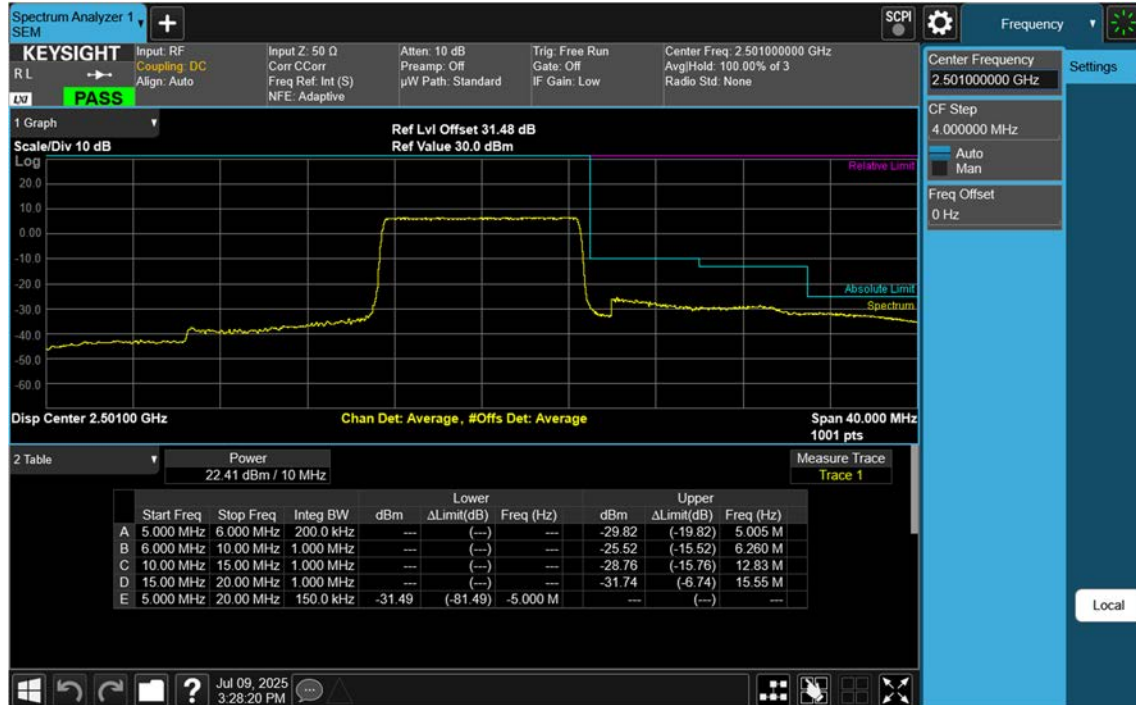 Spectrum Analyzer 1
SEM
SCPI
Frequency
KEYSIGHT
R L
LXI
PASS
Input: RF
Coupling: DC
Align: Auto
Input Z: 50 Ω
Corr CCorr
Freq Ref: Int (S)
NFE: Adaptive
Atten: 10 dB
Preamp: Off
µW Path: Standard
Trig: Free Run
Gate: Off
IF Gain: Low
Center Freq: 2.501000000 GHz
Avg|Hold: 100.00% of 3
Radio Std: None
Center Frequency
2.501000000 GHz
Settings
CF Step
4.000000 MHz
Auto
Man
Freq Offset
0 Hz
1 Graph
Scale/Div 10 dB
Ref Lvl Offset 31.48 dB
Ref Value 30.0 dBm
Log
Relative Limit
20.0
10.0
0.00
-10.0
-20.0
Absolute Limit
Spectrum
-30.0
-40.0
-50.0
-60.0
Disp Center 2.50100 GHz
Chan Det: Average, #Offs Det: Average
Span 40.000 MHz
1001 pts
2 Table
Power
22.41 dBm / 10 MHz
Measure Trace
Trace 1
Lower Upper
Start Freq Stop Freq Integ BW dBm ΔLimit(dB) Freq (Hz) dBm ΔLimit(dB) Freq (Hz)
A 5.000 MHz 6.000 MHz 200.0 kHz --- (---) --- -29.82 (-19.82) 5.005 M
B 6.000 MHz 10.00 MHz 1.000 MHz --- (---) --- -25.52 (-15.52) 6.260 M
C 10.00 MHz 15.00 MHz 1.000 MHz --- (---) --- -28.76 (-15.76) 12.83 M
D 15.00 MHz 20.00 MHz 1.000 MHz --- (---) --- -31.74 (-6.74) 15.55 M
E 5.000 MHz 20.00 MHz 150.0 kHz -31.49 (-81.49) -5.000 M --- (---) ---
Local
?
Jul 09, 2025
3:28:20 PM